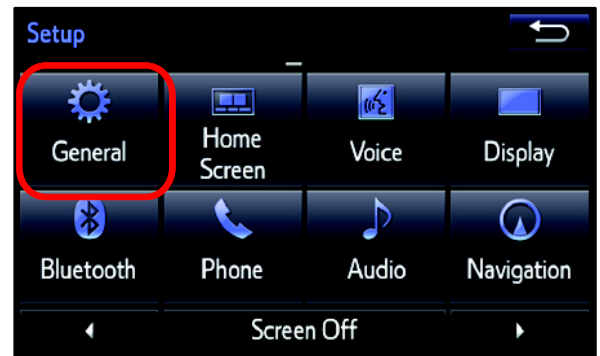 Setup
General
Home
Screen
Voice
Display
Bluetooth
Phone
Audio
Navigation
Screen Off